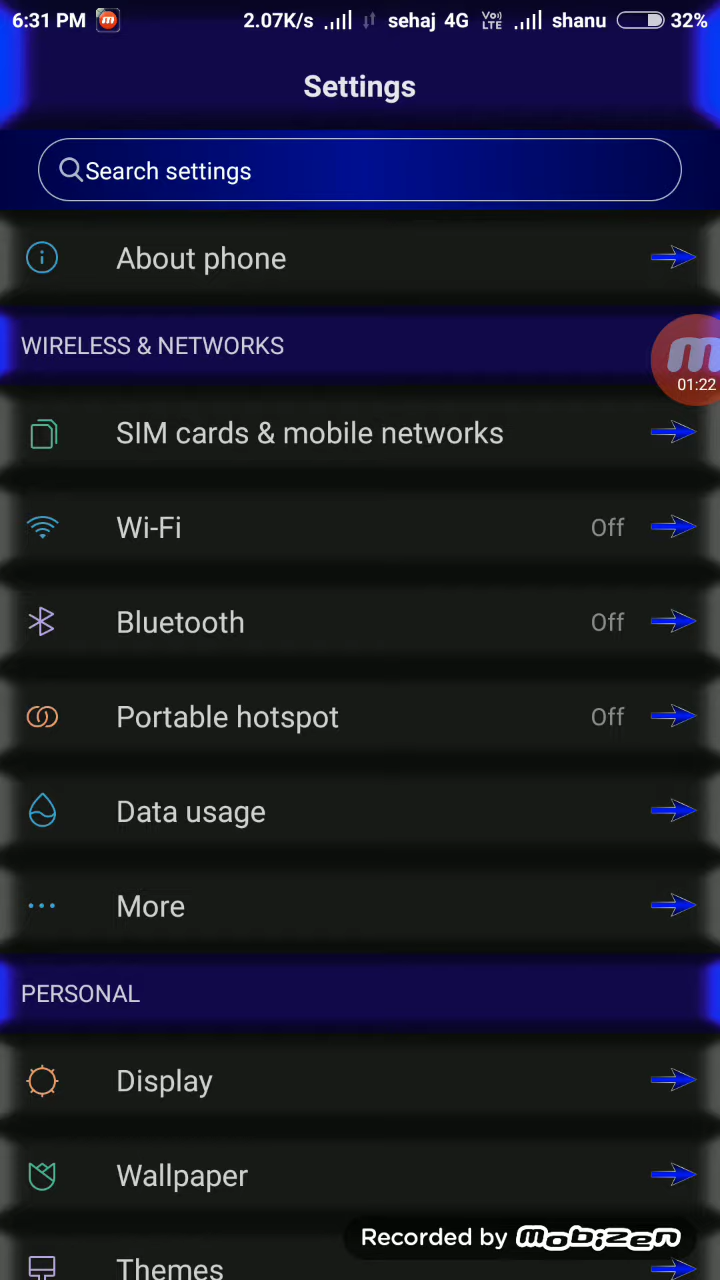 6:31 PM 2.07K/s sehaj 4G Vo)) LTE shanu 32%
Settings
Search settings
About phone
WIRELESS & NETWORKS
01:22
SIM cards & mobile networks
Wi-Fi Off
Bluetooth Off
Portable hotspot Off
Data usage
More
PERSONAL
Display
Wallpaper
Recorded by mobizen
Themes